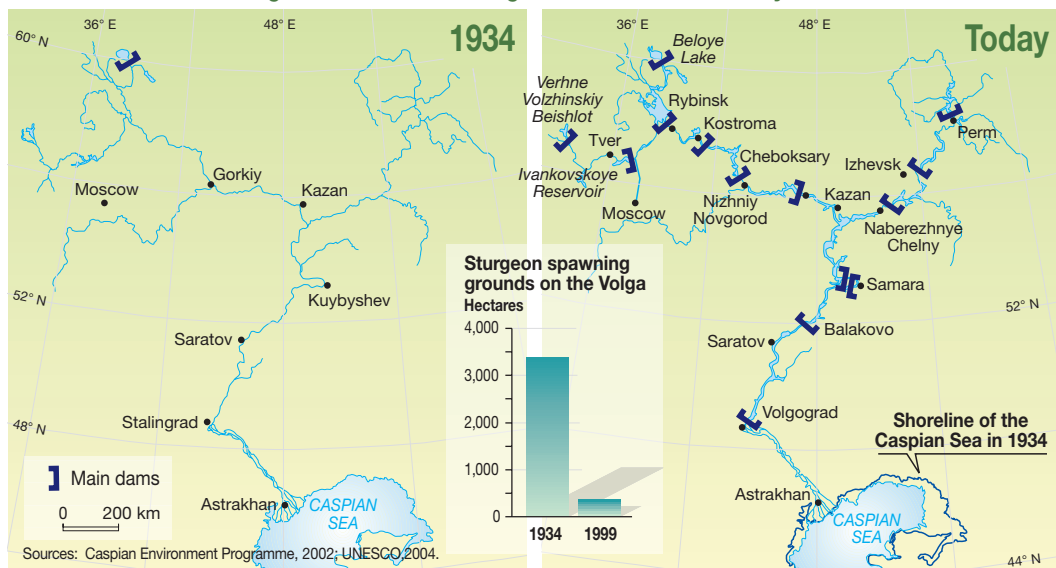 36° E
48 E
60° N
1934
Gorkiy
Moscow
Kazan
52° N
Kuybyshev
Saratov
48° N
Stalingrad
Main dams
0 200 km
Astrakhan
CASPIAN
SEA
Sources: Caspian Environment Programme, 2002; UNESCO,2004.
Sturgeon spawning
grounds on the Volga
Hectares
4,000
3,000
2,000
1,000
0
1934 1999
36° E
48° E
Today
Beloye
Lake
Verhne
Volzhinskiy
Beishlot
Rybinsk
Kostroma
Perm
Tver
Cheboksary
Izhevsk
Ivankovskoye
Reservoir
Moscow
Nizhniy
Novgorod
Kazan
Naberezhnye
Chelny
Samara
52° N
Balakovo
Saratov
Volgograd
Shoreline of the
Caspian Sea in 1934
Astrakhan
CASPIAN
SEA
44° N